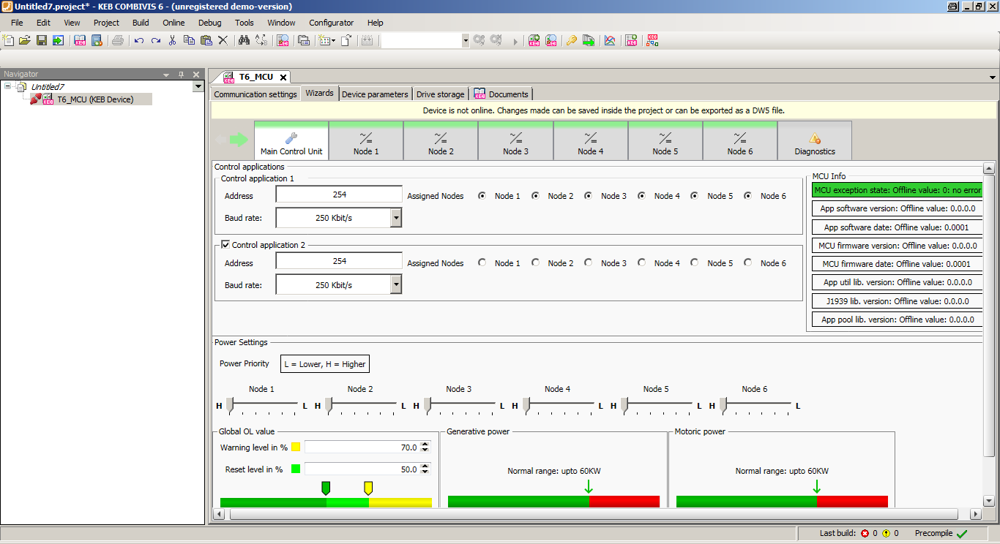 Untitled7.project* - KEB COMBIVIS 6 - (unregistered demo-version)
File Edit View Project Build Online Debug Tools Window Configurator Help
Navigator
Untitled7
T6_MCU (KEB Device)
T6_MCU
Communication settings Wizards Device parameters Drive storage Documents
Device is not online. Changes made can be saved inside the project or can be exported as a DW5 file.
Main Control Unit Node 1 Node 2 Node 3 Node 4 Node 5 Node 6 Diagnostics
Control applications
Control application 1
Address 254 Assigned Nodes Node 1 Node 2 Node 3 Node 4 Node 5 Node 6
Baud rate: 250 Kbit/s
Control application 2
Address 254 Assigned Nodes Node 1 Node 2 Node 3 Node 4 Node 5 Node 6
Baud rate: 250 Kbit/s
MCU Info
MCU exception state: Offline value: 0: no error
App software version: Offline value: 0.0.0.0
App software date: Offline value: 0.0001
MCU firmware version: Offline value: 0.0.0.0
MCU firmware date: Offline value: 0.0001
App util lib. version: Offline value: 0.0.0.0
J1939 lib. version: Offline value: 0.0.0.0
App pool lib. version: Offline value: 0.0.0.0
Power Settings
Power Priority L = Lower, H = Higher
Node 1 Node 2 Node 3 Node 4 Node 5 Node 6
H L H L H L H L H L H L
Global OL value
Warning level in % 70.0
Reset level in % 50.0
Generative power
Normal range: upto 60KW
Motoric power
Normal range: upto 60KW
Last build: 0 0 Precompile